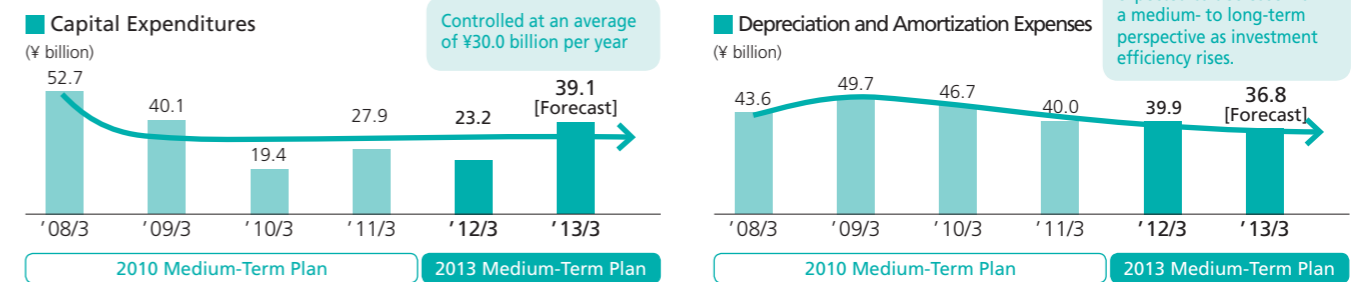 Capital Expenditures
(¥ billion)
Controlled at an average
of ¥30.0 billion per year
52.7
40.1
19.4
27.9
23.2
39.1
[Forecast]
’08/3
’09/3
’10/3
’11/3
’12/3
’13/3
2010 Medium-Term Plan
2013 Medium-Term Plan
Depreciation and Amortization Expenses
(¥ billion)
a medium- to long-term
perspective as investment
efficiency rises.
43.6
49.7
46.7
40.0
39.9
36.8
[Forecast]
’08/3
’09/3
’10/3
’11/3
’12/3
’13/3
2010 Medium-Term Plan
2013 Medium-Term Plan